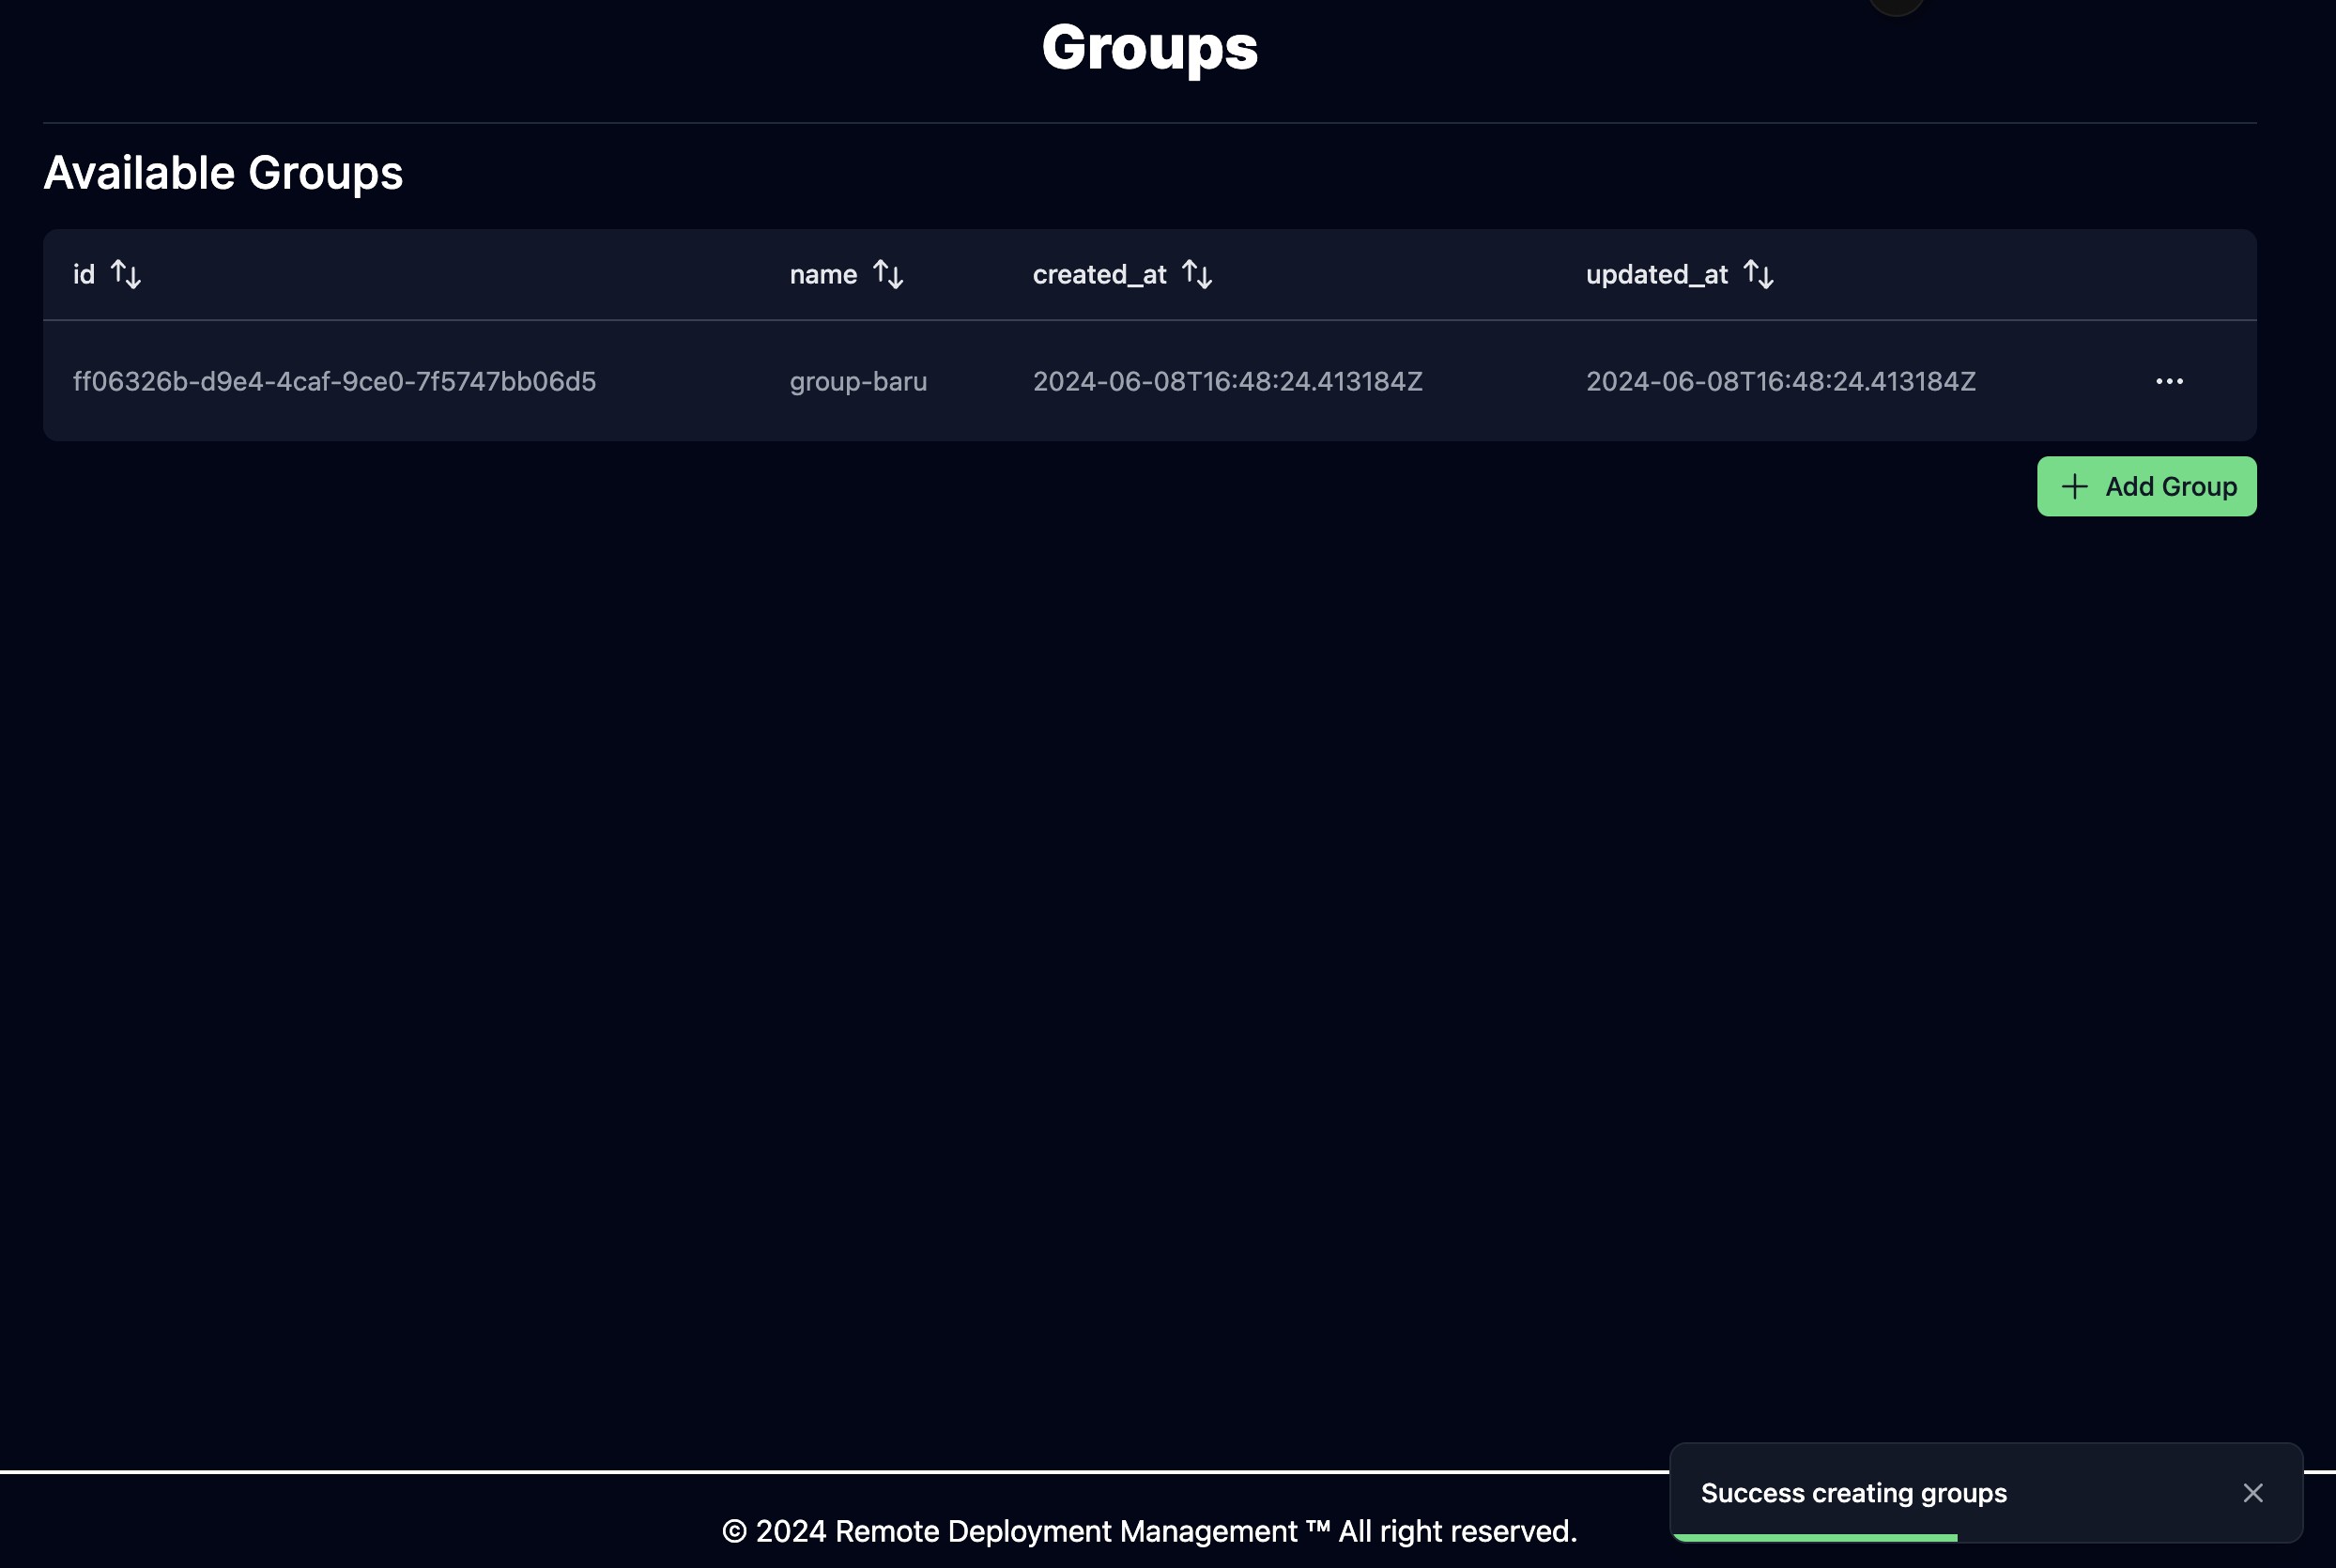 Groups
Available Groups
id name created_at updated_at
ff06326b-d9e4-4caf-9ce0-7f5747bb06d5 group-baru 2024-06-08T16:48:24.413184Z 2024-06-08T16:48:24.413184Z
Add Group
Success creating groups
© 2024 Remote Deployment Management ™ All right reserved.